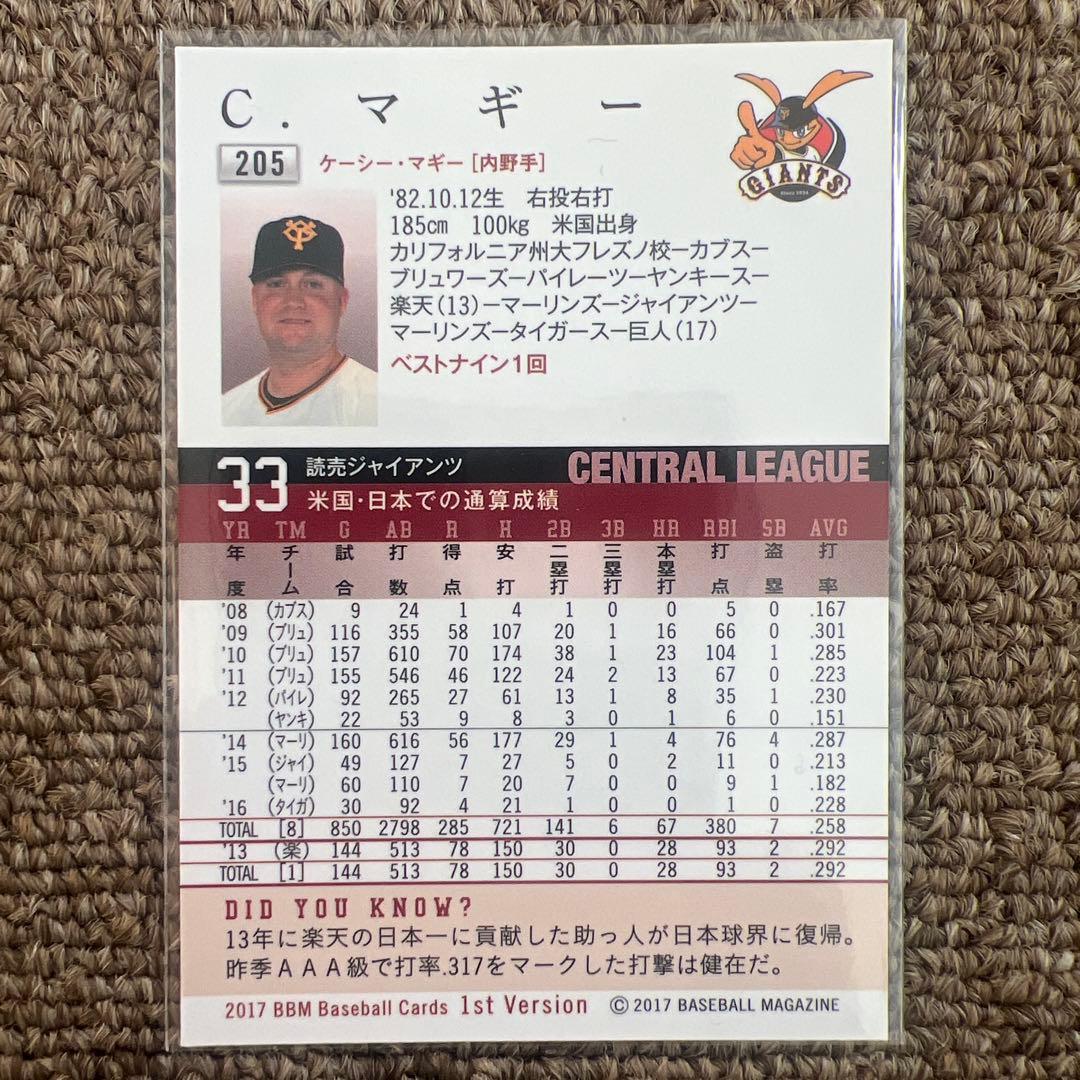 C. マギー
GIANTS
Since 1934
205 ケーシー・マギー [内野手]
'82.10.12生 右投右打
185cm 100kg 米国出身
カリフォルニア州大フレズノ校ーカブスー
ブリュワーズーパイレーツーヤンキースー
楽天(13)ーマーリンズージャイアンツー
マーリンズータイガースー巨人(17)
ベストナイン1回
33 読売ジャイアンツ CENTRAL LEAGUE
米国・日本での通算成績
YR TM G AB R H 2B 3B HR RBI SB AVG
年度 チーム 試合 打数 得点 安打 二塁打 三塁打 本塁打 打点 盗塁 打率
'08 (カブス) 9 24 1 4 1 0 0 5 0 .167
'09 (ブリュ) 116 355 58 107 20 1 16 66 0 .301
'10 (ブリュ) 157 610 70 174 38 1 23 104 1 .285
'11 (ブリュ) 155 546 46 122 24 2 13 67 0 .223
'12 (パイレ) 92 265 27 61 13 1 8 35 1 .230
(ヤンキ) 22 53 9 8 3 0 1 6 0 .151
'14 (マーリ) 160 616 56 177 29 1 4 76 4 .287
'15 (ジャイ) 49 127 7 27 5 0 2 11 0 .213
(マーリ) 60 110 7 20 7 0 0 9 1 .182
'16 (タイガ) 30 92 4 21 1 0 0 1 0 .228
TOTAL [8] 850 2798 285 721 141 6 67 380 7 .258
'13 (楽) 144 513 78 150 30 0 28 93 2 .292
TOTAL [1] 144 513 78 150 30 0 28 93 2 .292
DID YOU KNOW?
13年に楽天の日本一に貢献した助っ人が日本球界に復帰。
昨季AAA級で打率.317をマークした打撃は健在だ。
2017 BBM Baseball Cards 1st Version © 2017 BASEBALL MAGAZINE